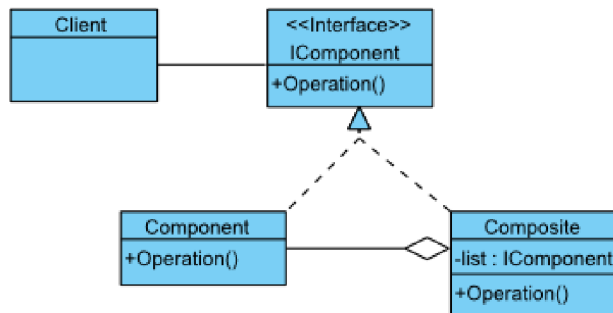 Client
<<Interface>>
IComponent
+Operation()
Component
+Operation()
Composite
-list : IComponent
+Operation()